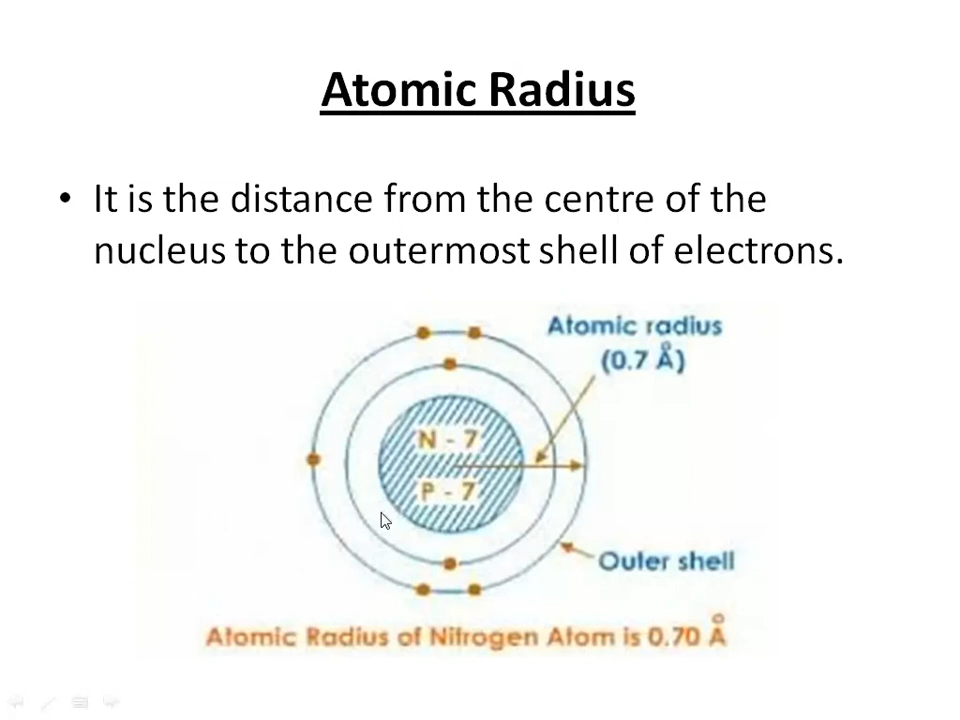 Atomic Radius
• It is the distance from the centre of the
nucleus to the outermost shell of electrons.
Atomic radius
(0.7 Å)
N - 7
P - 7
Outer shell
Atomic Radius of Nitrogen Atom is 0.70 Å